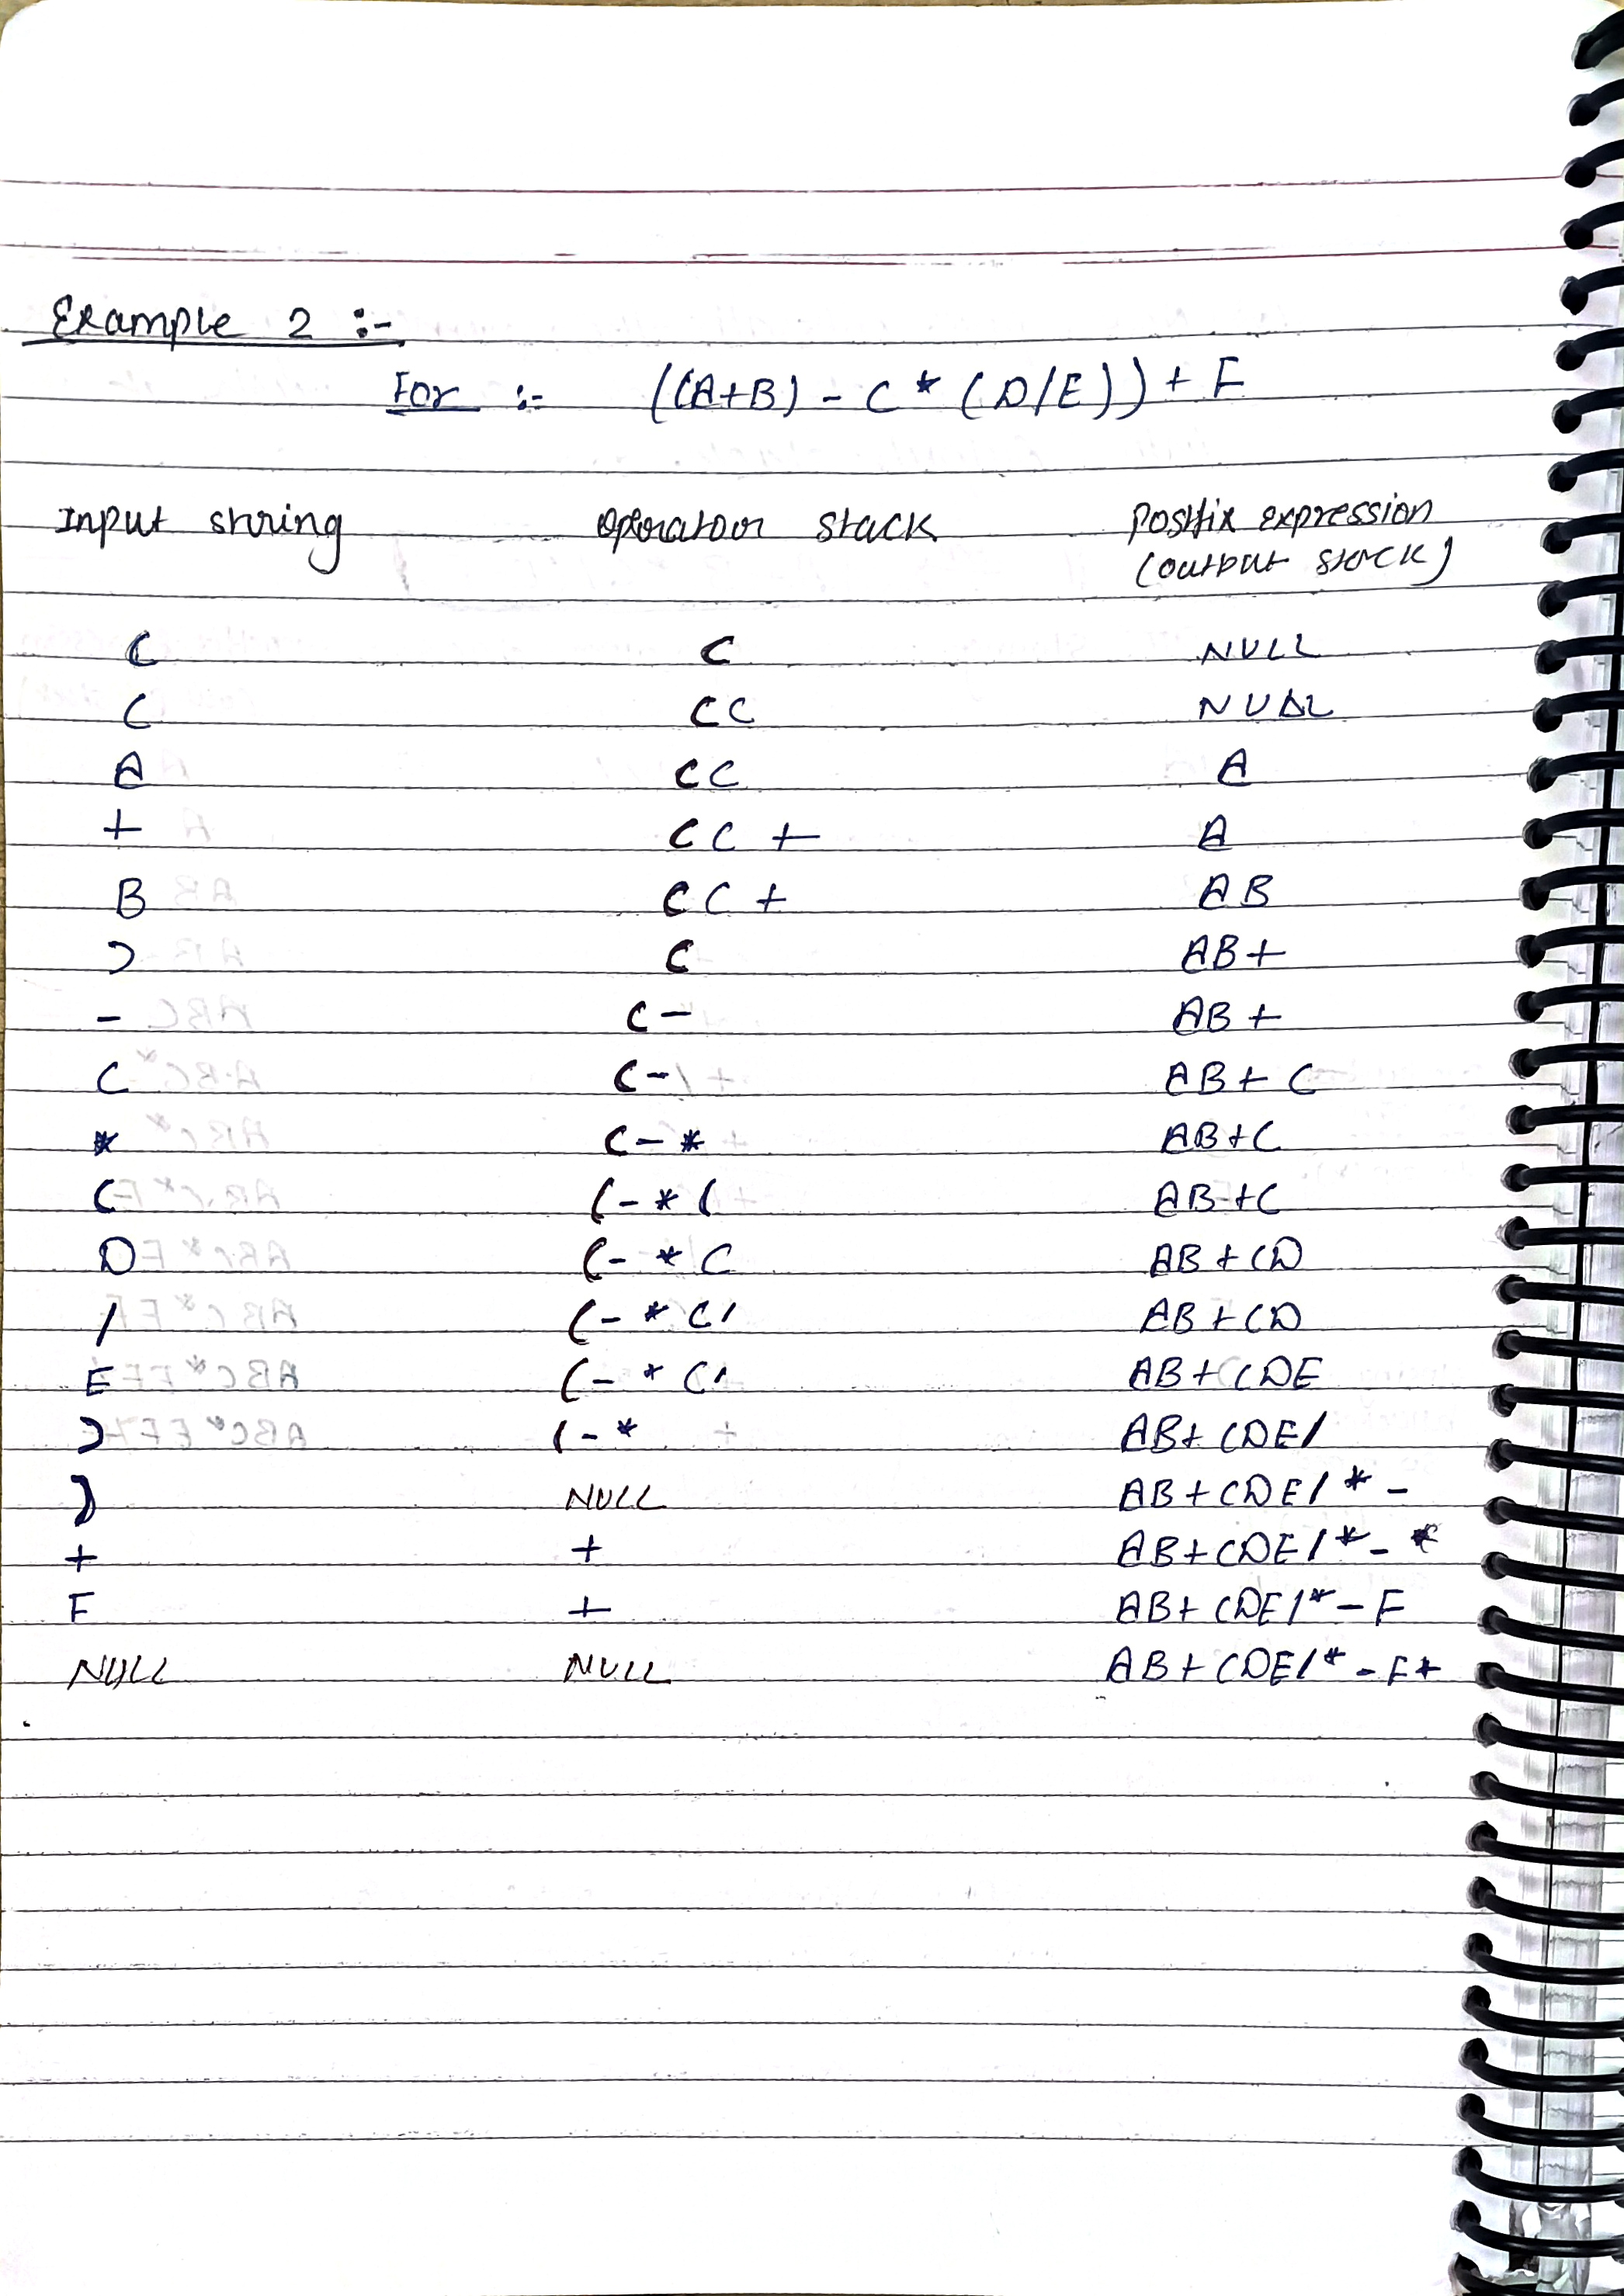 Example 2 :-
For :- ((A+B) - C * (D/E)) + F
Input string operatoor stack postfix expression
(output stack)
( ( NULL
( (( NULL
A (( A
+ (( + A
B (( + AB
) ( AB+
- (- AB+
C (- AB+C
* (-* AB+C
( (-*( AB+C
D (-*( AB+CD
/ (-*(/ AB+CD
E (-*(/ AB+CDE
) (-* AB+CDE/
) NULL AB+CDE/*-
+ + AB+CDE/*-
F + AB+CDE/*-F
NULL NULL AB+CDE/*-F+